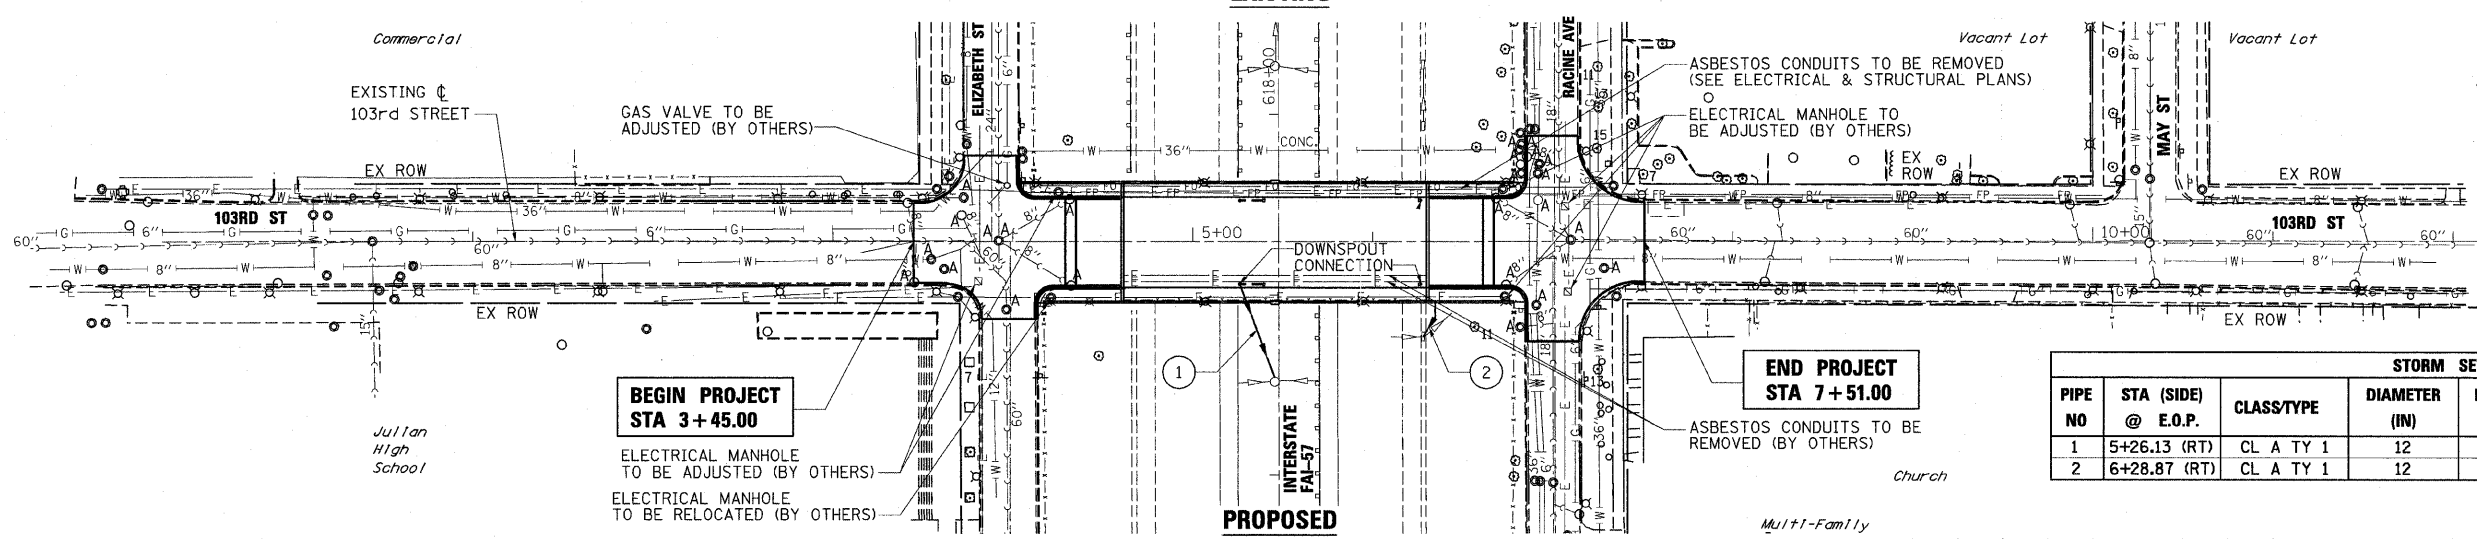 Commercial
EXISTING ℄
103rd STREET
GAS VALVE TO BE
ADJUSTED (BY OTHERS)
ELIZABETH ST
618+00
RACINE AVE
ASBESTOS CONDUITS TO BE REMOVED
(SEE ELECTRICAL & STRUCTURAL PLANS)
ELECTRICAL MANHOLE TO
BE ADJUSTED (BY OTHERS)
Vacant Lot
MAY ST
Vacant Lot
EX ROW
CONC.
EX
ROW
EX ROW
103RD ST
5+00
10+00
103RD ST
DOWNSPOUT
CONNECTION
EX ROW
EX ROW
1
2
BEGIN PROJECT
STA 3+45.00
END PROJECT
STA 7+51.00
Julian
High
School
ELECTRICAL MANHOLE
TO BE ADJUSTED (BY OTHERS)
ELECTRICAL MANHOLE
TO BE RELOCATED (BY OTHERS)
INTERSTATE
FAI-57
PROPOSED
ASBESTOS CONDUITS TO BE
REMOVED (BY OTHERS)
Church
Multi-Family
STORM SE
PIPE NO STA (SIDE) @ E.O.P. CLASS/TYPE DIAMETER (IN)
1 5+26.13 (RT) CL A TY 1 12
2 6+28.87 (RT) CL A TY 1 12